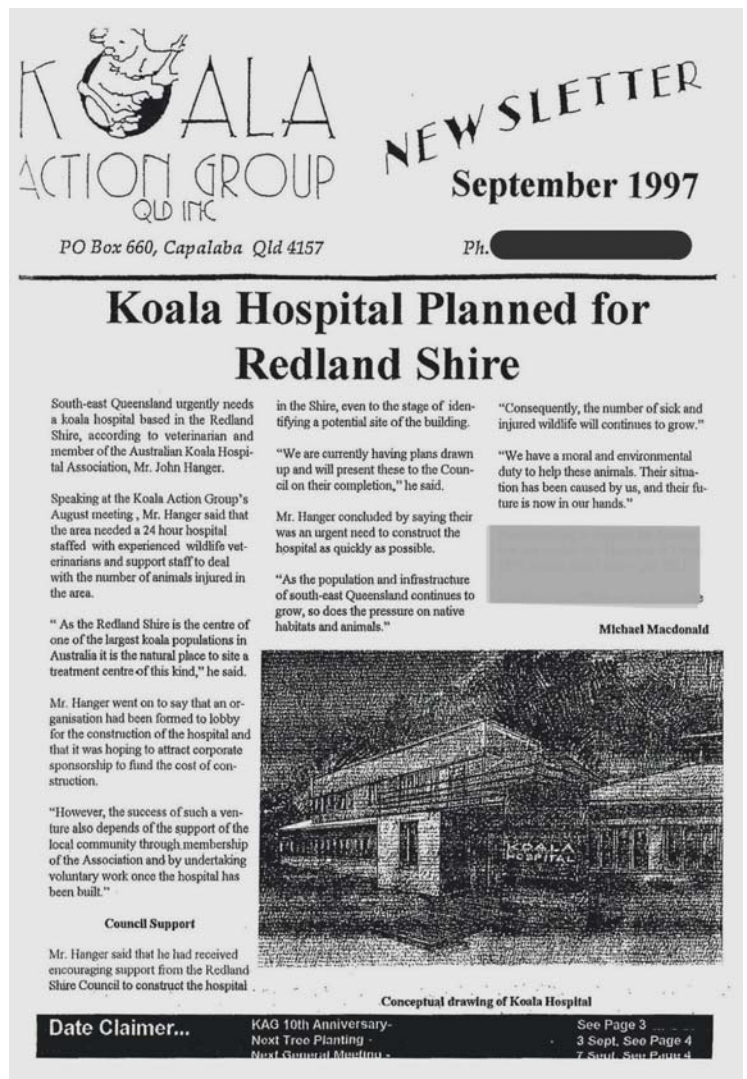 KOALA
ACTION GROUP
QLD INC
NEWSLETTER
September 1997
PO Box 660, Capalaba Qld 4157
Ph.
Koala Hospital Planned for
Redland Shire
South-east Queensland urgently needs
a koala hospital based in the Redland
Shire, according to veterinarian and
member of the Australian Koala Hospi-
tal Association, Mr. John Hanger.
Speaking at the Koala Action Group's
August meeting , Mr. Hanger said that
the area needed a 24 hour hospital
staffed with experienced wildlife vet-
erinarians and support staff to deal
with the number of animals injured in
the area.
" As the Redland Shire is the centre of
one of the largest koala populations in
Australia it is the natural place to site a
treatment centre of this kind," he said.
Mr. Hanger went on to say that an or-
ganisation had been formed to lobby
for the construction of the hospital and
that it was hoping to attract corporate
sponsorship to fund the cost of con-
struction.
"However, the success of such a ven-
ture also depends of the support of the
local community through membership
of the Association and by undertaking
voluntary work once the hospital has
been built."
Council Support
Mr. Hanger said that he had received
encouraging support from the Redland
Shire Council to construct the hospital
in the Shire, even to the stage of iden-
tifying a potential site of the building.
"We are currently having plans drawn
up and will present these to the Coun-
cil on their completion," he said.
Mr. Hanger concluded by saying their
was an urgent need to construct the
hospital as quickly as possible.
"As the population and infrastructure
of south-east Queensland continues to
grow, so does the pressure on native
habitats and animals."
"Consequently, the number of sick and
injured wildlife will continues to grow."
"We have a moral and environmental
duty to help these animals. Their situa-
tion has been caused by us, and their fu-
ture is now in our hands."
Michael Macdonald
KOALA
HOSPITAL
Conceptual drawing of Koala Hospital
Date Claimer...
KAG 10th Anniversary- See Page 3
Next Tree Planting - 3 Sept, See Page 4
Next General Meeting - 7 Sept, See Page 4